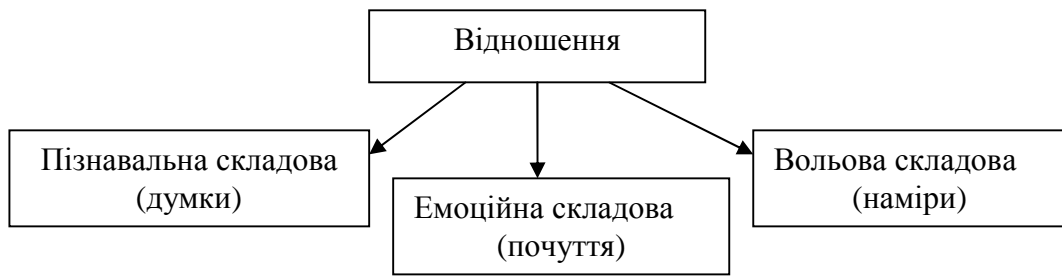 Відношення
Пізнавальна складова
(думки)
Емоційна складова
(почуття)
Вольова складова
(наміри)